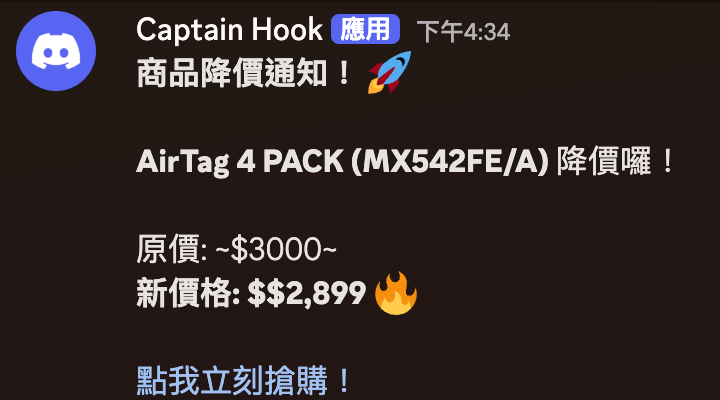 Captain Hook 應用 下午4:34
商品降價通知！🚀
AirTag 4 PACK (MX542FE/A) 降價囉！
原價: ~$3000~
新價格: $$2,899🔥
點我立刻搶購！